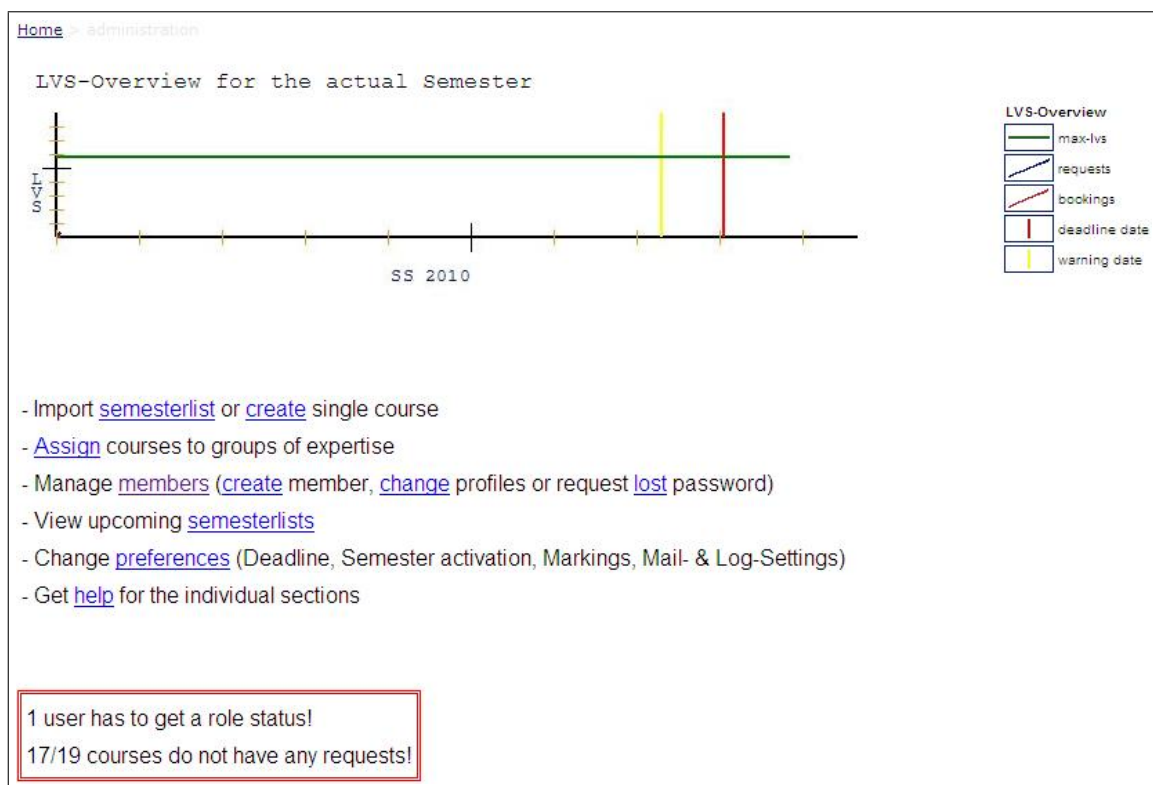 Home > administration
LVS-Overview for the actual Semester
LVS
SS 2010
LVS-Overview
max-lvs
requests
bookings
deadline date
warning date
- Import semesterlist or create single course
- Assign courses to groups of expertise
- Manage members (create member, change profiles or request lost password)
- View upcoming semesterlists
- Change preferences (Deadline, Semester activation, Markings, Mail- & Log-Settings)
- Get help for the individual sections
1 user has to get a role status!
17/19 courses do not have any requests!